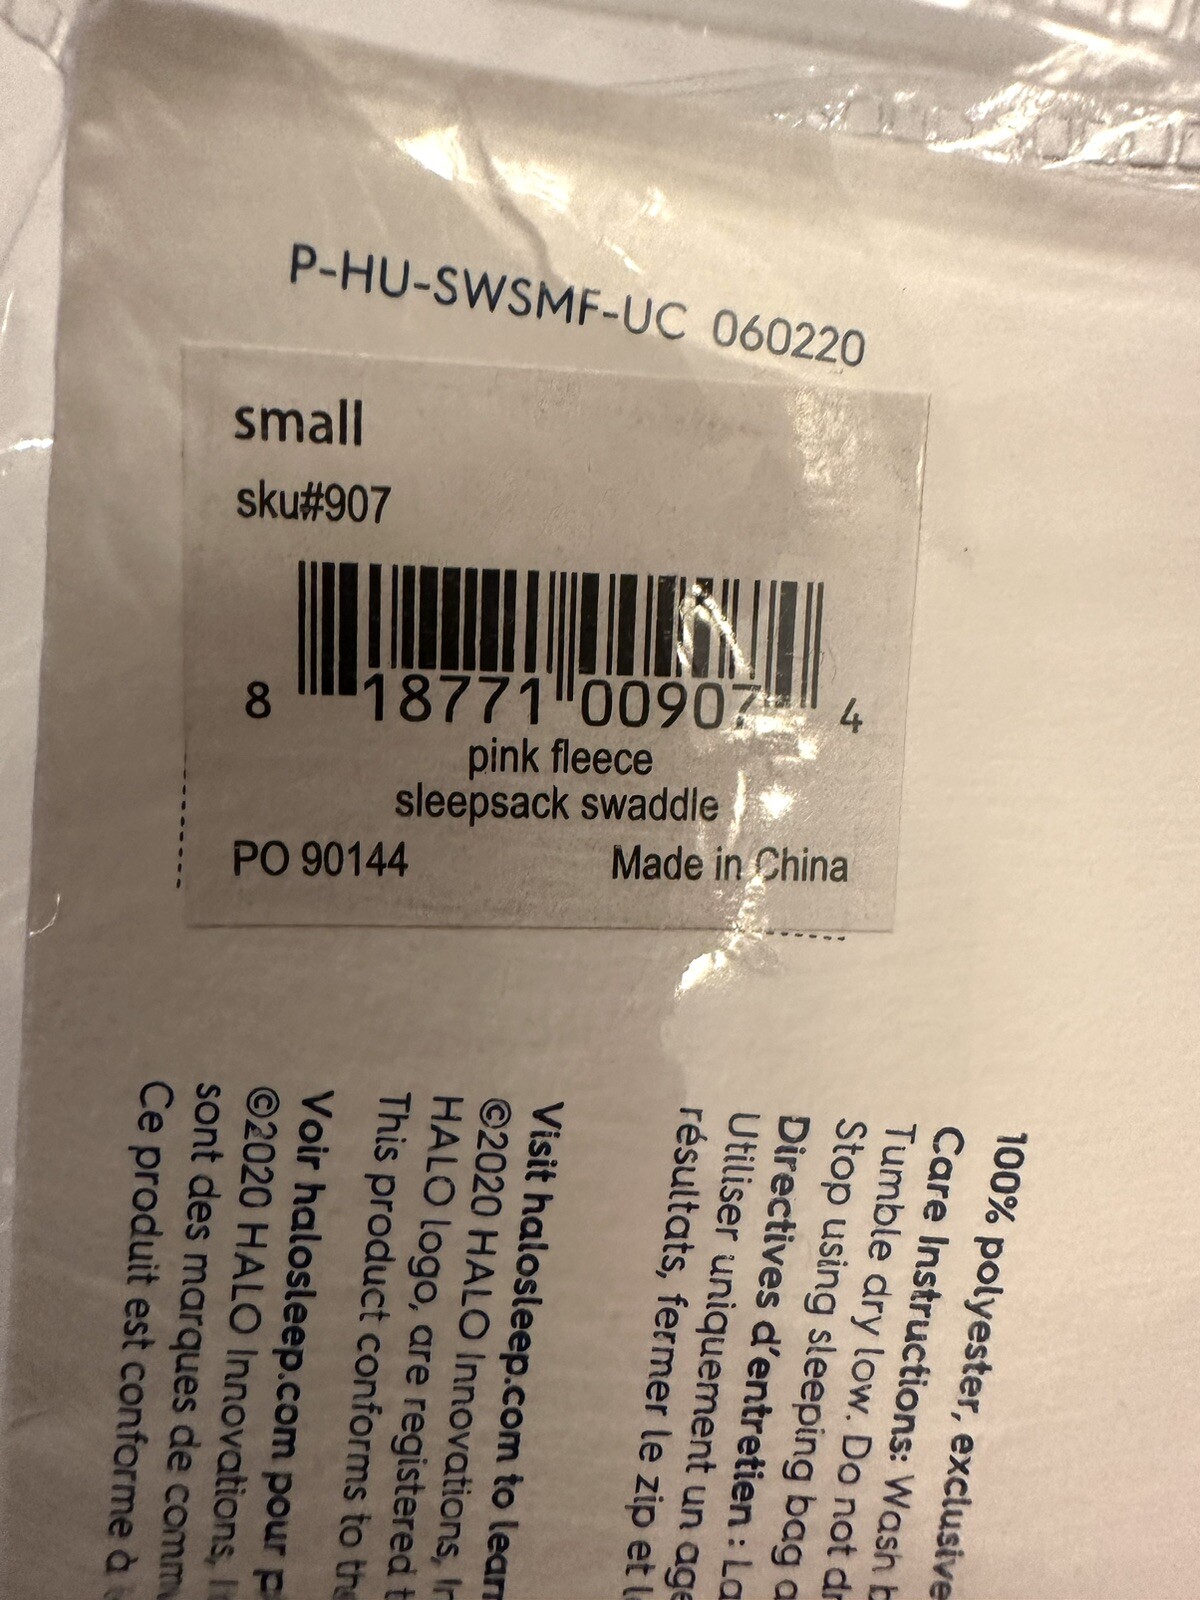 P-HU-SWSMF-UC 060220
small
sku#907
8 18771 00907 4
pink fleece
sleepsack swaddle
PO 90144 Made in China
100% polyester, exclusive
Care Instructions: Wash
Tumble dry low. Do not
Stop using sleeping bag
Directives d'entretien :
Utiliser uniquement un
résultats, fermer le zip et
Visit halosleep.com to learn
©2020 HALO Innovations,
HALO logo, are registered
This product conforms to
Voir halosleep.com pour
©2020 HALO Innovations,
sont des marques de
Ce produit est conforme à